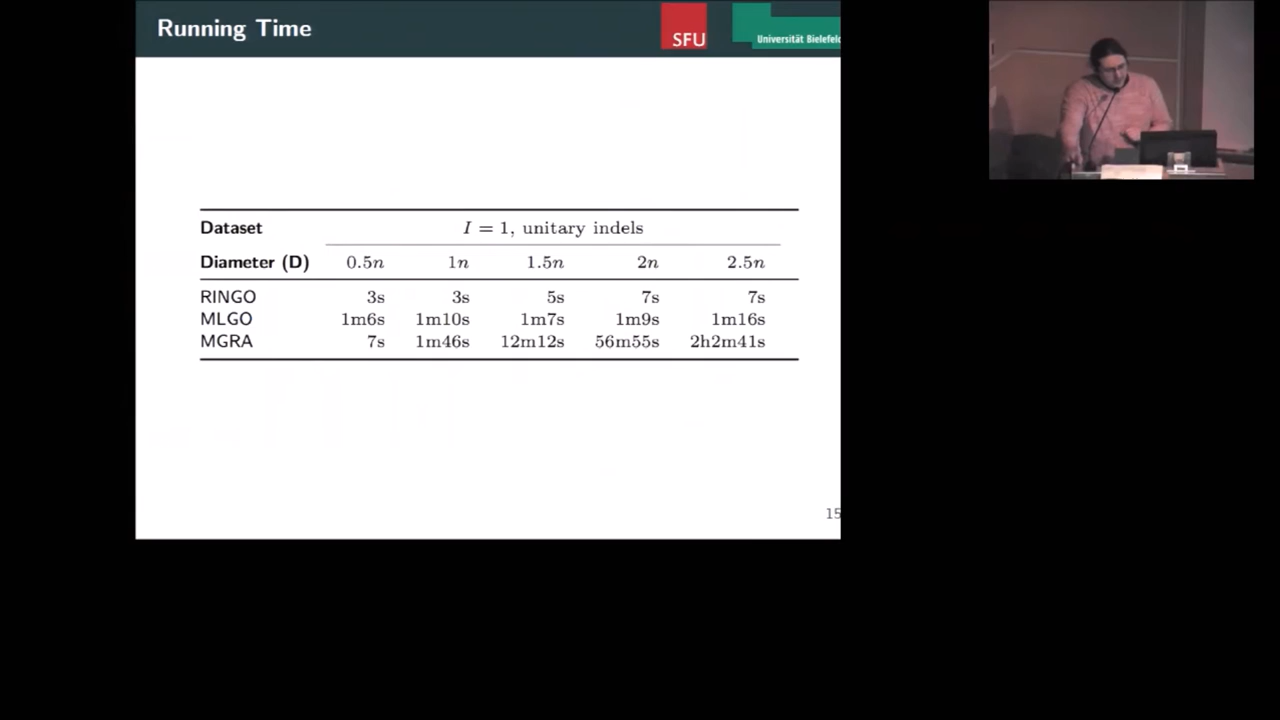 Running Time
SFU
Universität Bielefeld
Dataset I = 1, unitary indels
Diameter (D) 0.5n 1n 1.5n 2n 2.5n
RINGO 3s 3s 5s 7s 7s
MLGO 1m6s 1m10s 1m7s 1m9s 1m16s
MGRA 7s 1m46s 12m12s 56m55s 2h2m41s
15